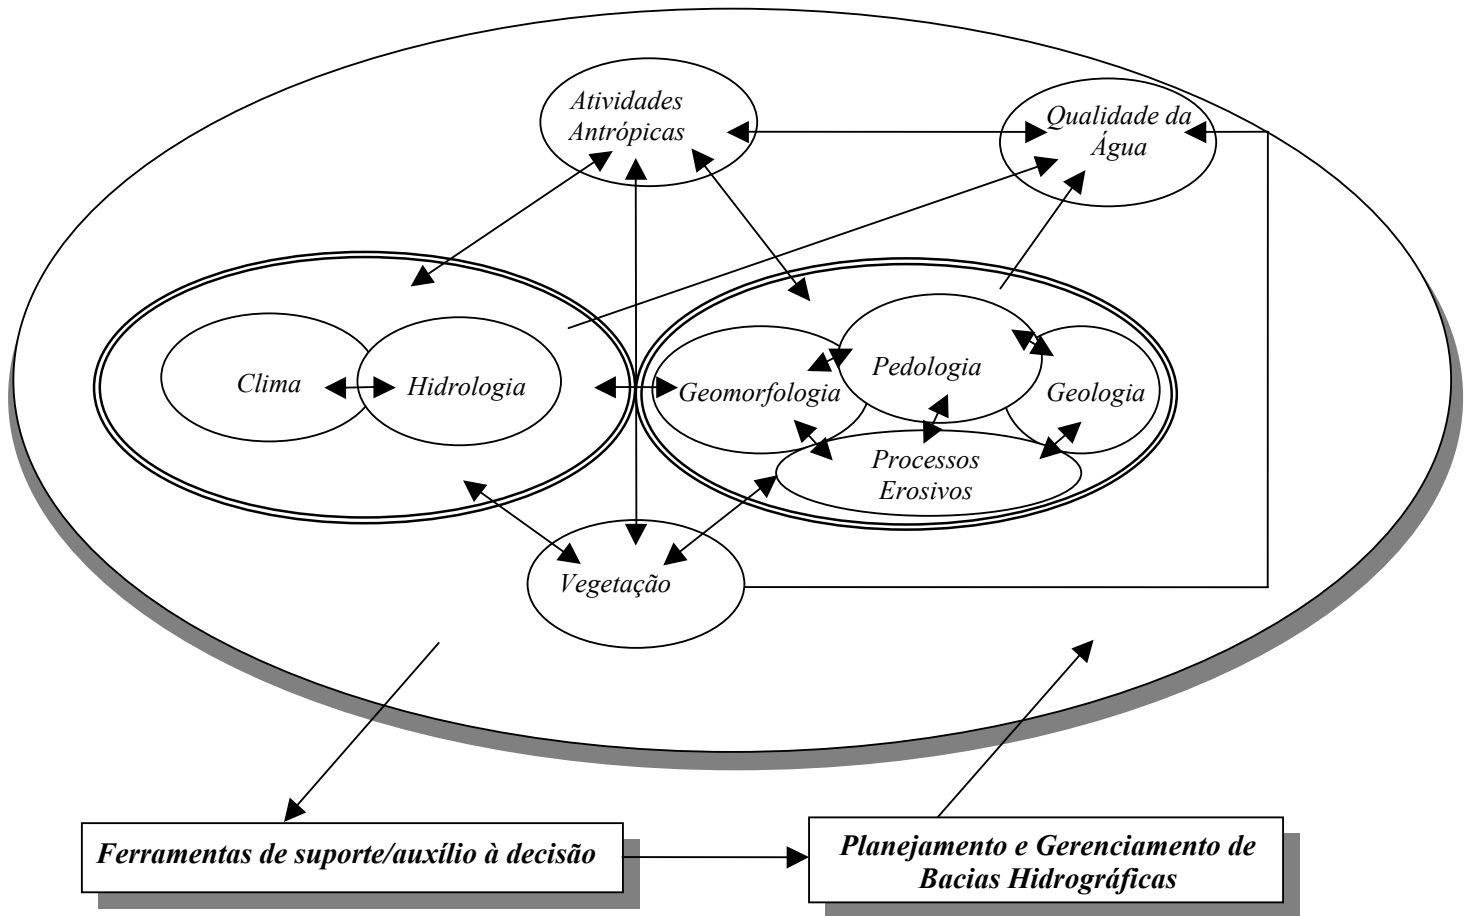 Atividades
Antrópicas
Qualidade da
Água
Clima
Hidrologia
Geomorfologia
Pedologia
Geologia
Processos
Erosivos
Vegetação
Ferramentas de suporte/auxílio à decisão
Planejamento e Gerenciamento de
Bacias Hidrográficas